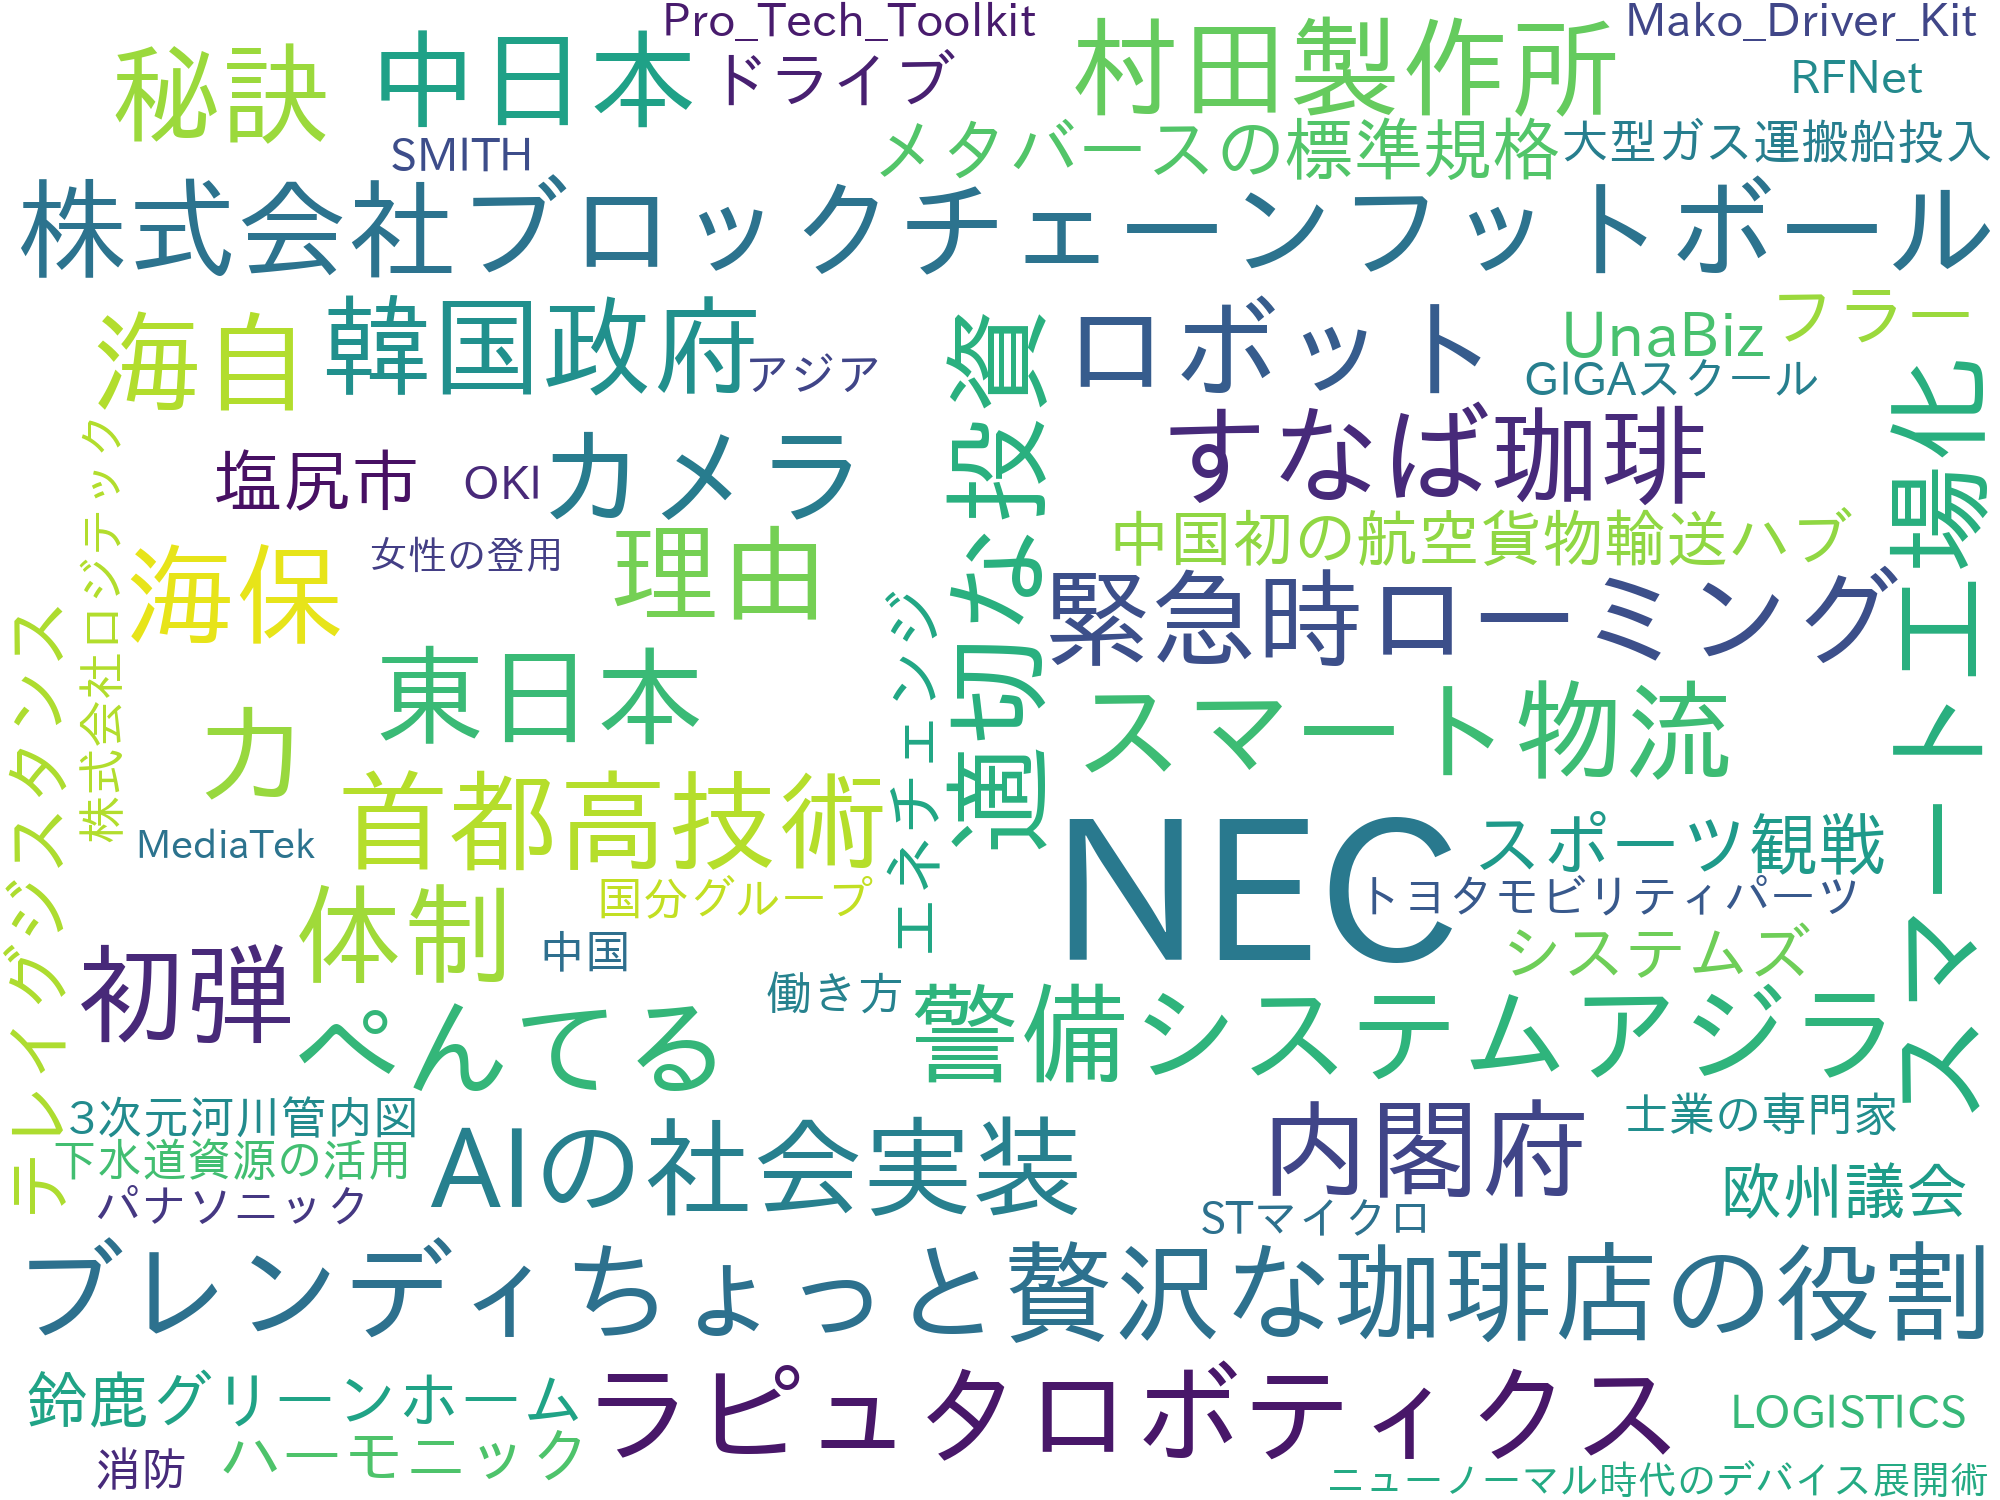 Pro_Tech_Toolkit
Mako_Driver_Kit
秘訣
中日本
ドライブ
村田製作所
RFNet
SMITH
メタバースの標準規格
大型ガス運搬船投入
株式会社ブロックチェーンフットボール
海自
韓国政府
アジア
適切な投資
ロボット
UnaBiz
フラー
GIGAスクール
スマート工場化
塩尻市
OKI
カメラ
すなば珈琲
株式会社ロジテック
女性の登用
理由
中国初の航空貨物輸送ハブ
海保
緊急時ローミング
テレイグジスタンス
エネチェンジ
東日本
スマート物流
カ
首都高技術
MediaTek
NEC
スポーツ観戦
国分グループ
トヨタモビリティパーツ
体制
中国
システムズ
初弾
働き方
ぺんてる
警備システムアジラ
3次元河川管内図
下水道資源の活用
パナソニック
AIの社会実装
内閣府
士業の専門家
欧州議会
STマイクロ
ブレンディちょっと贅沢な珈琲店の役割
鈴鹿グリーンホーム
ラピュタロボティクス
LOGISTICS
消防
ハーモニック
ニューノーマル時代のデバイス展開術